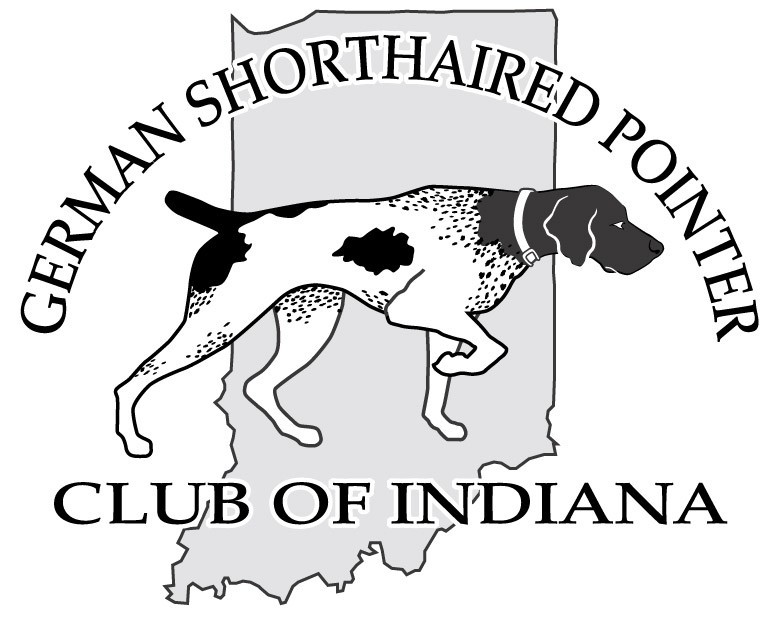 GERMAN SHORTHAIRED POINTER
CLUB OF INDIANA